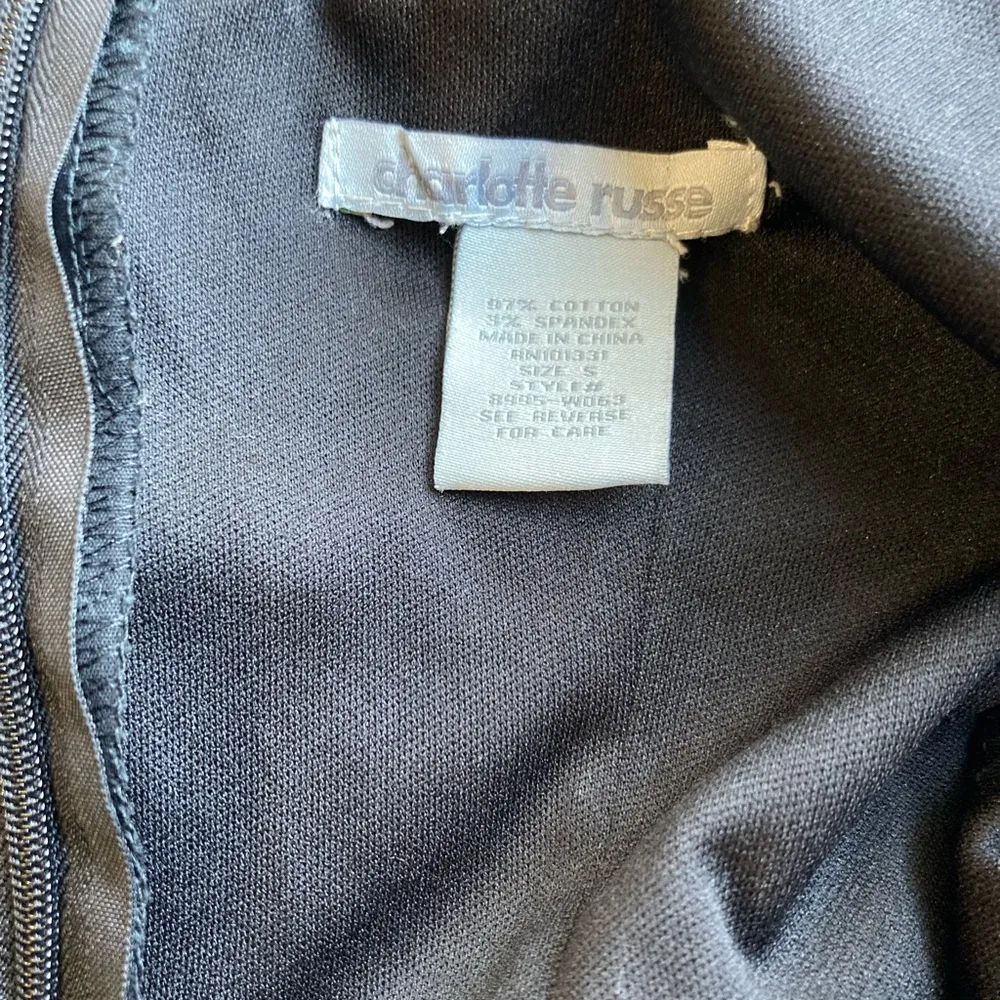 charlotte russe
97% COTTON
3% SPANDEX
MADE IN CHINA
RN101331
SIZE S
STYLE#
8995-W063
SEE REVERSE
FOR CARE